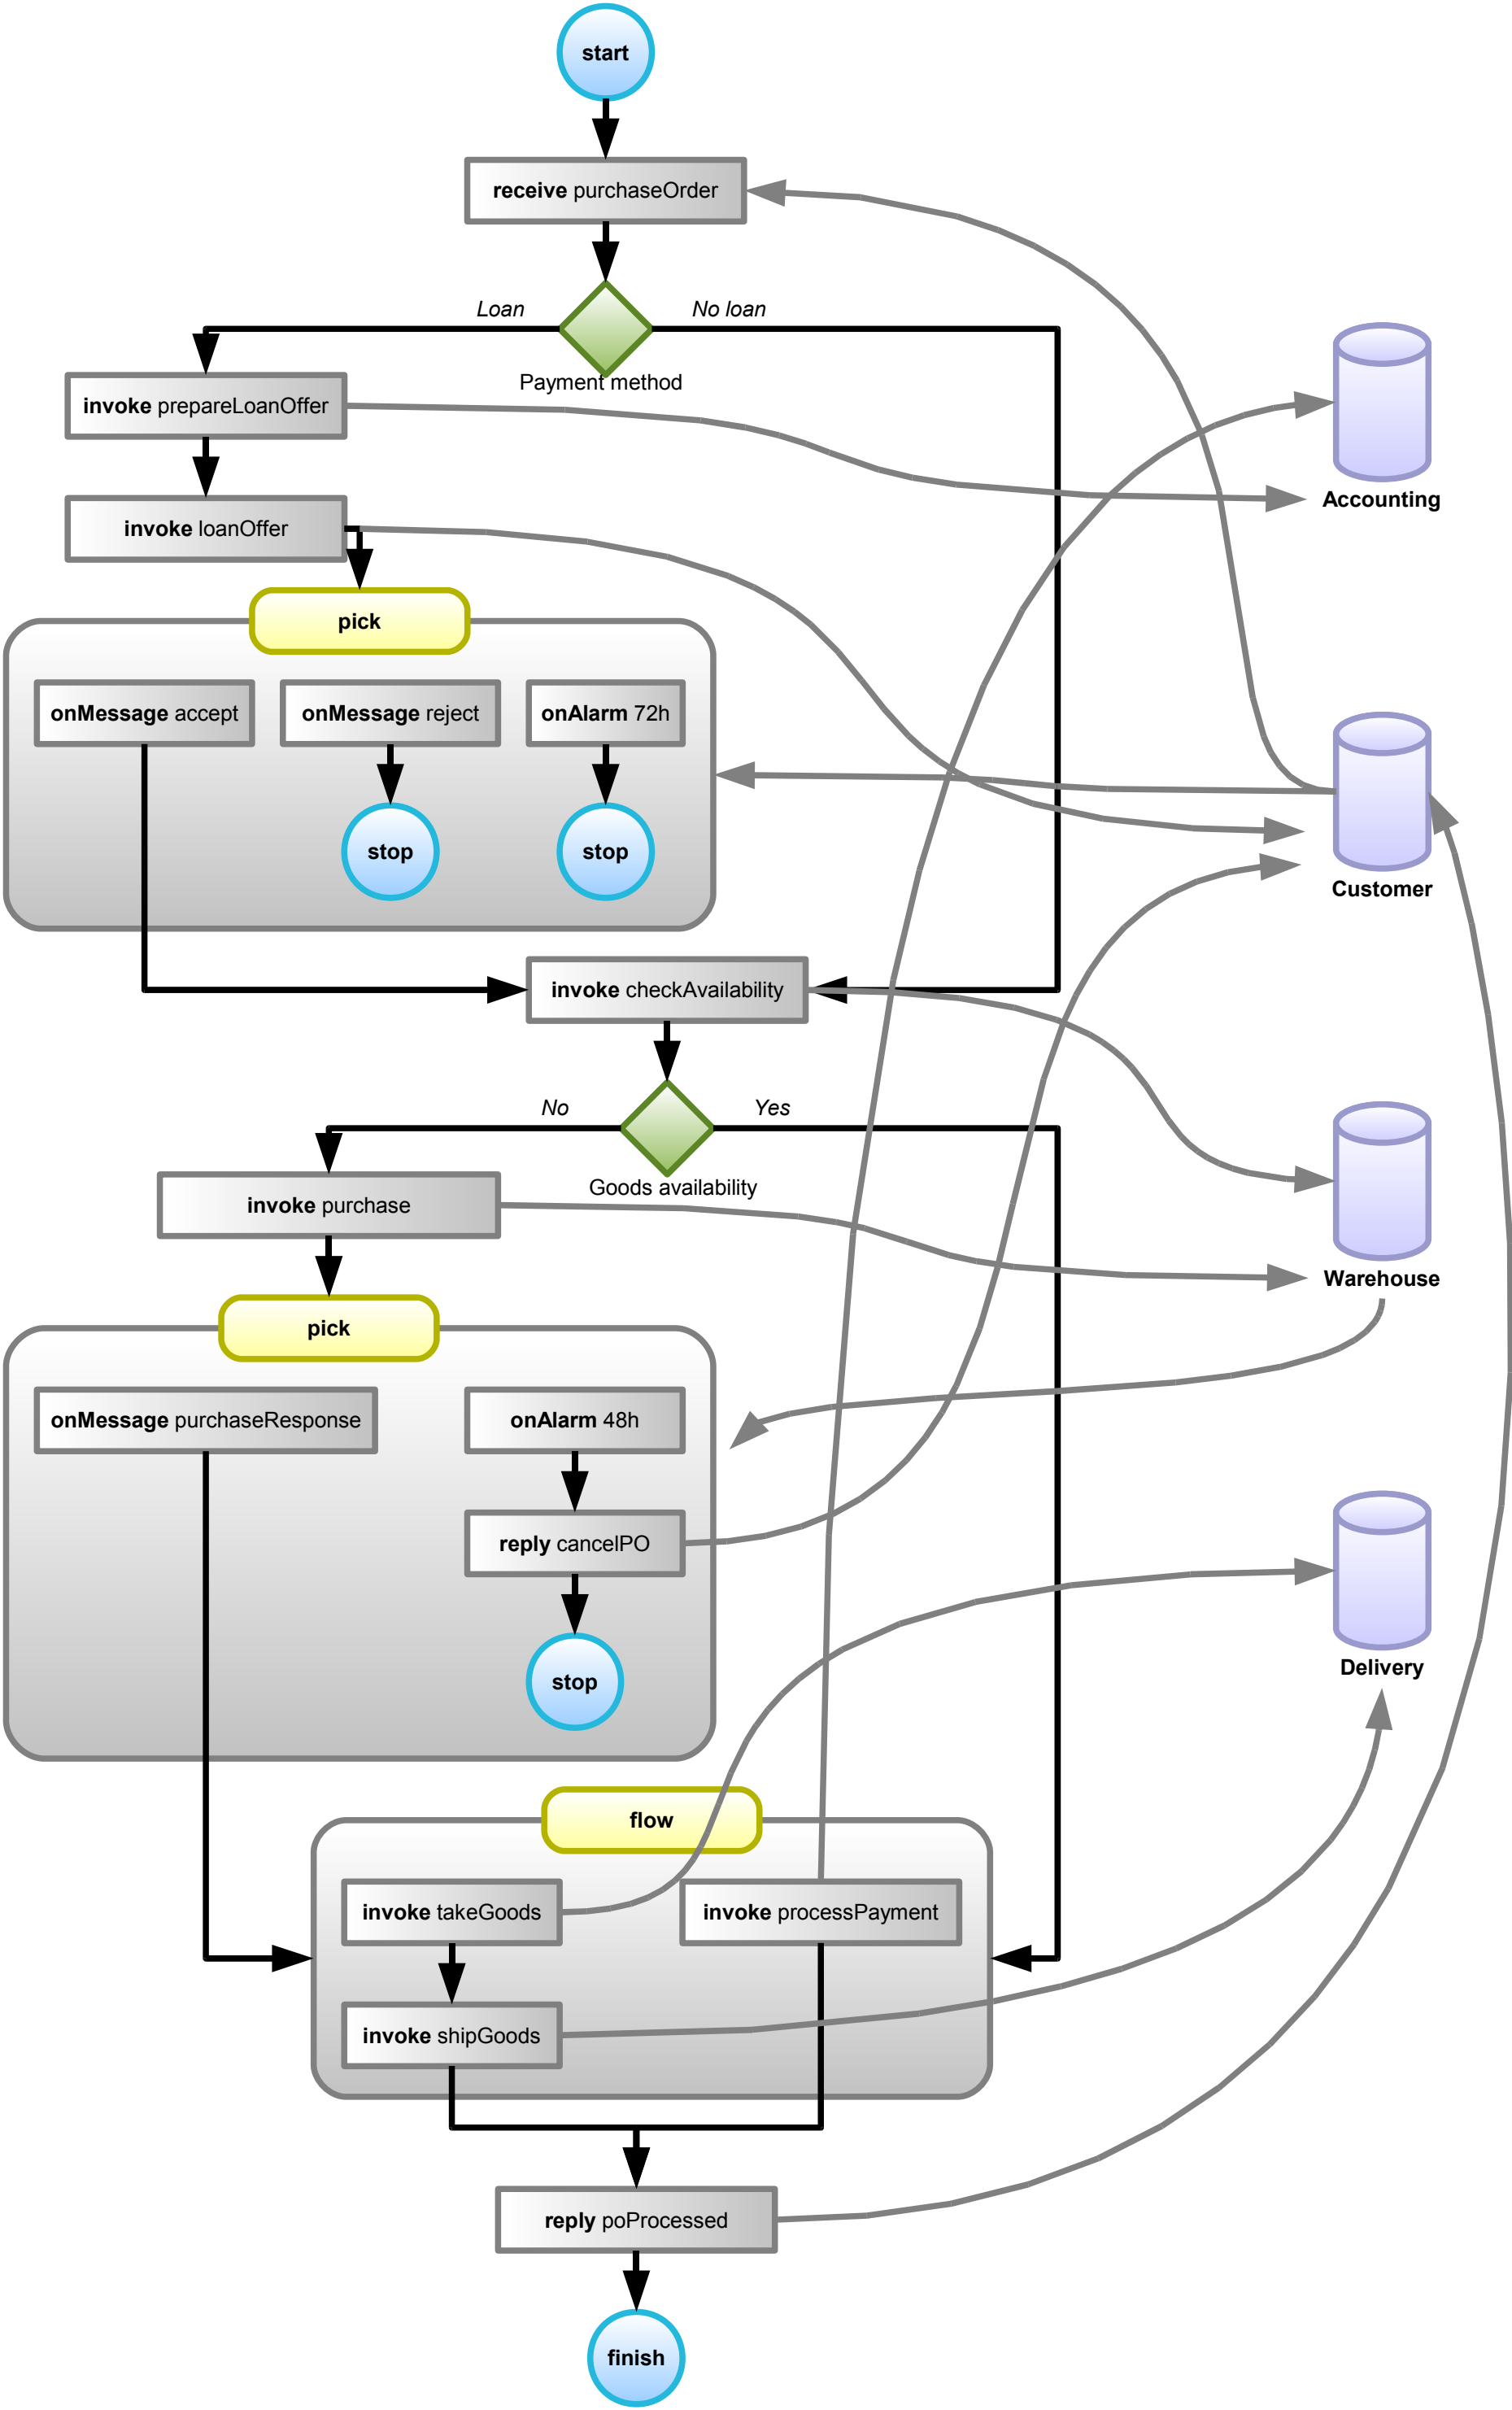 start
receive purchaseOrder
Loan
No loan
Payment method
invoke prepareLoanOffer
Accounting
invoke loanOffer
pick
onMessage accept
onMessage reject
onAlarm 72h
stop
stop
Customer
invoke checkAvailability
No
Yes
Goods availability
invoke purchase
Warehouse
pick
onMessage purchaseResponse
onAlarm 48h
reply cancelPO
stop
Delivery
flow
invoke takeGoods
invoke processPayment
invoke shipGoods
reply poProcessed
finish